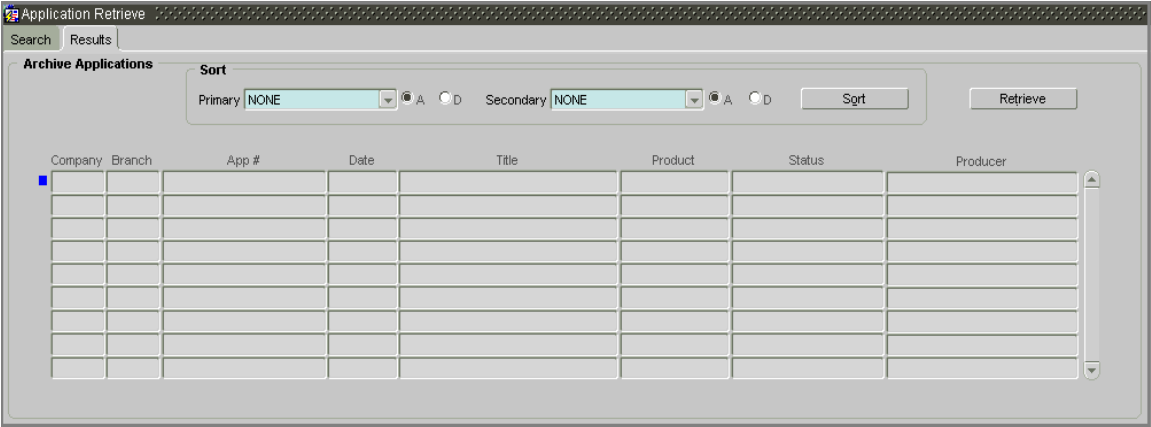 Application Retrieve
Search Results
Archive Applications
Sort
Primary NONE A D Secondary NONE A D Sort Retrieve
Company Branch App # Date Title Product Status Producer